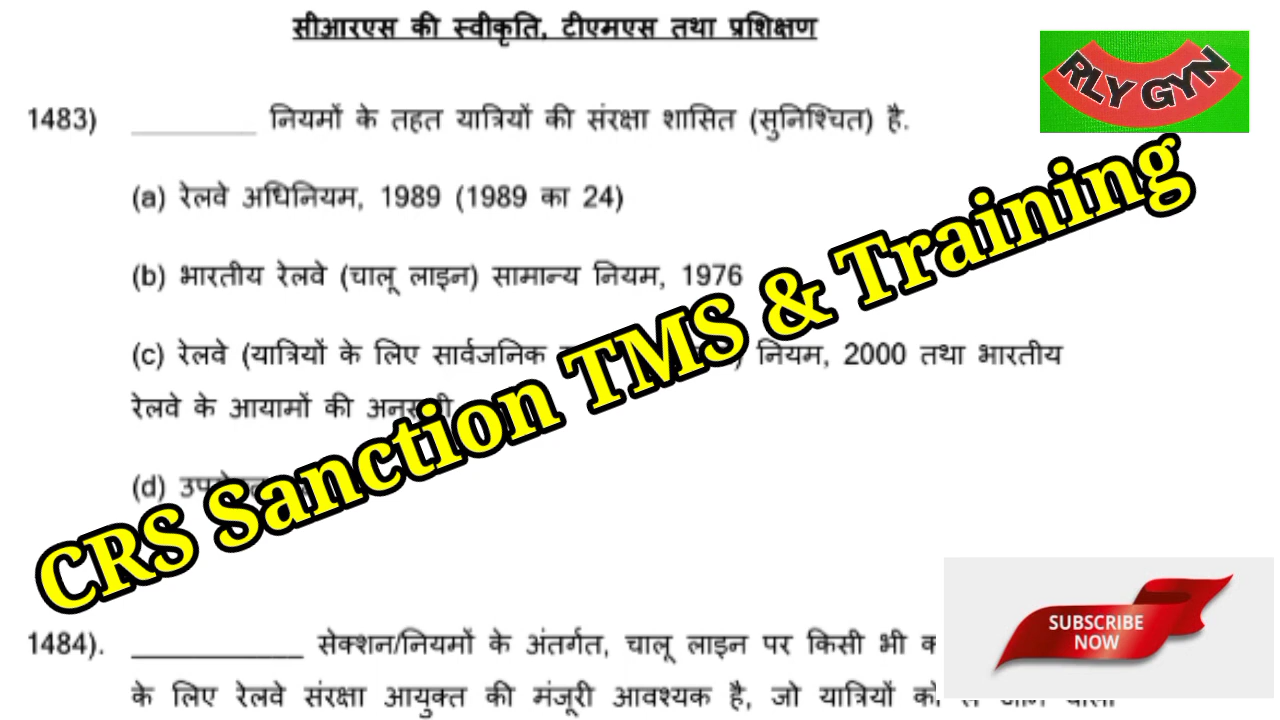 सीआरएस की स्वीकृति, टीएमएस तथा प्रशिक्षण
RLY GYN
1483) __________ नियमों के तहत यात्रियों की संरक्षा शासित (सुनिश्चित) है.
(a) रेलवे अधिनियम, 1989 (1989 का 24)
(b) भारतीय रेलवे (चालू लाइन) सामान्य नियम, 1976
(c) रेलवे (यात्रियों के लिए सार्वजनिक ) नियम, 2000 तथा भारतीय
रेलवे के आयामों की
(d)
CRS Sanction TMS & Training
1484). ______________ सेक्शन/नियमों के अंतर्गत, चालू लाइन पर किसी भी
के लिए रेलवे संरक्षा आयुक्त की मंजूरी आवश्यक है, जो यात्रियों
SUBSCRIBE
NOW